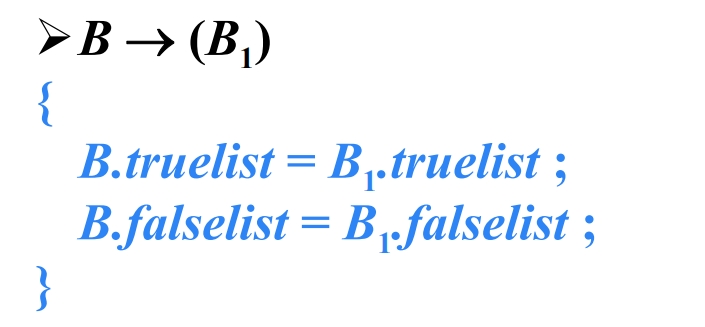 ➢B → (B₁)
{
B.truelist = B₁.truelist ;
B.falselist = B₁.falselist ;
}